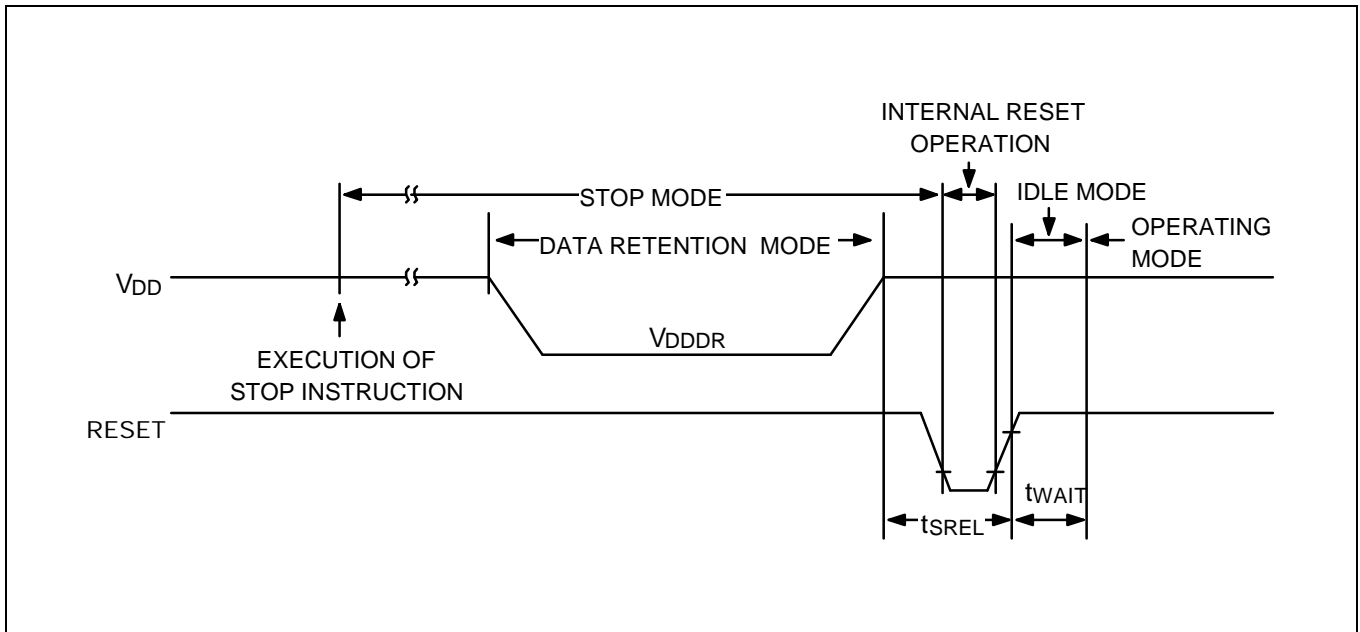 INTERNAL RESET
OPERATION
STOP MODE
IDLE MODE
DATA RETENTION MODE
OPERATING
MODE
VDD
VDDDR
EXECUTION OF
STOP INSTRUCTION
RESET
tWAIT
tSREL